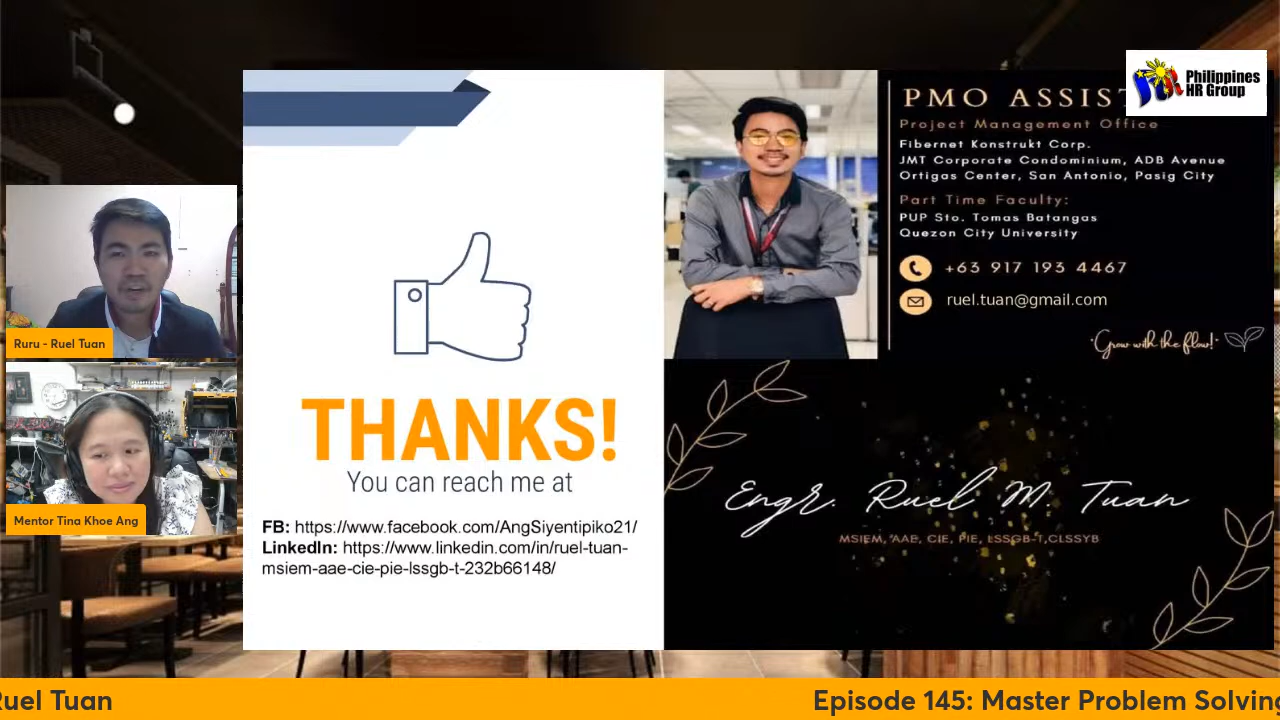 Philippines
HR Group
PMO ASSIST
Project Management Office
Fibernet Konstrukt Corp.
JMT Corporate Condominium, ADB Avenue
Ortigas Center, San Antonio, Pasig City
Part Time Faculty:
PUP Sto. Tomas Batangas
Quezon City University
+63 917 193 4467
ruel.tuan@gmail.com
"Grow with the flow!"
Ruru - Ruel Tuan
Mentor Tina Khoe Ang
THANKS!
You can reach me at
FB: https://www.facebook.com/AngSiyentipiko21/
LinkedIn: https://www.linkedin.com/in/ruel-tuan-
msiem-aae-cie-pie-lssgb-t-232b66148/
Engr. Ruel M. Tuan
MSIEM, AAE, CIE, PIE, LSSGB-T,CLSSYB
Ruel Tuan
Episode 145: Master Problem Solving